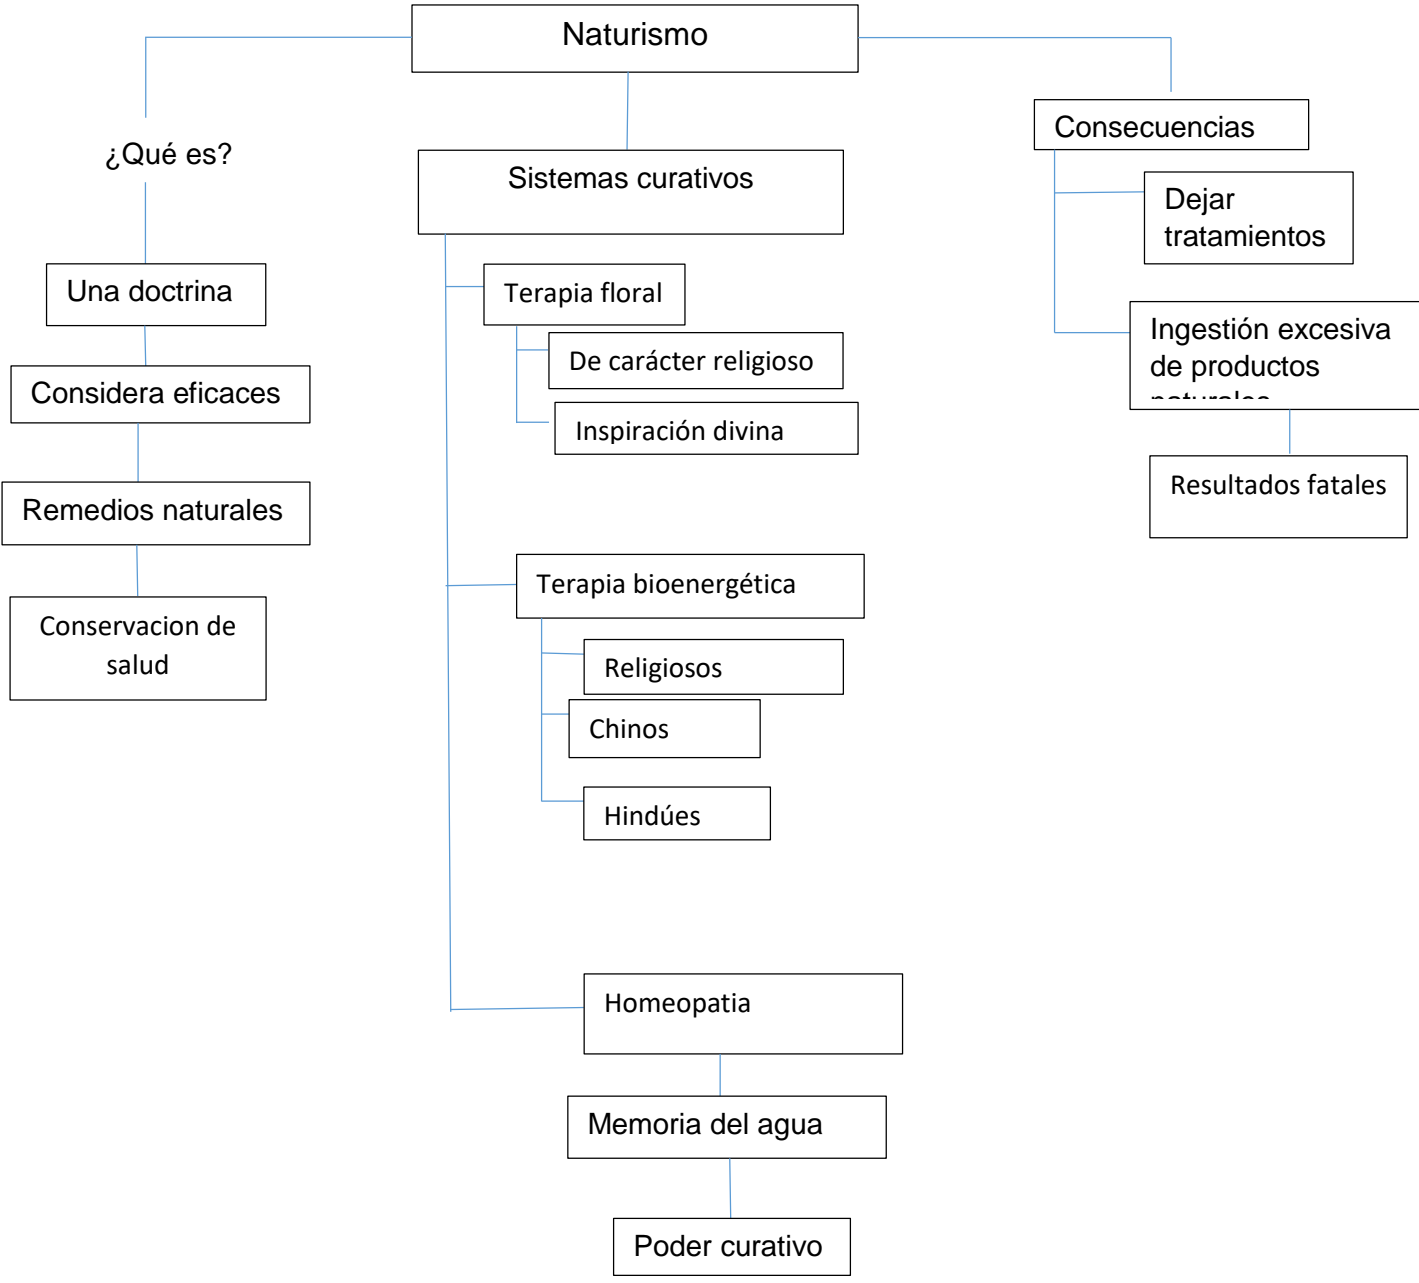 Naturismo
¿Qué es?
Una doctrina
Considera eficaces
Remedios naturales
Conservacion de
salud
Sistemas curativos
Terapia floral
De carácter religioso
Inspiración divina
Terapia bioenergética
Religiosos
Chinos
Hindúes
Homeopatia
Memoria del agua
Poder curativo
Consecuencias
Dejar
tratamientos
Ingestión excesiva
de productos
naturales
Resultados fatales